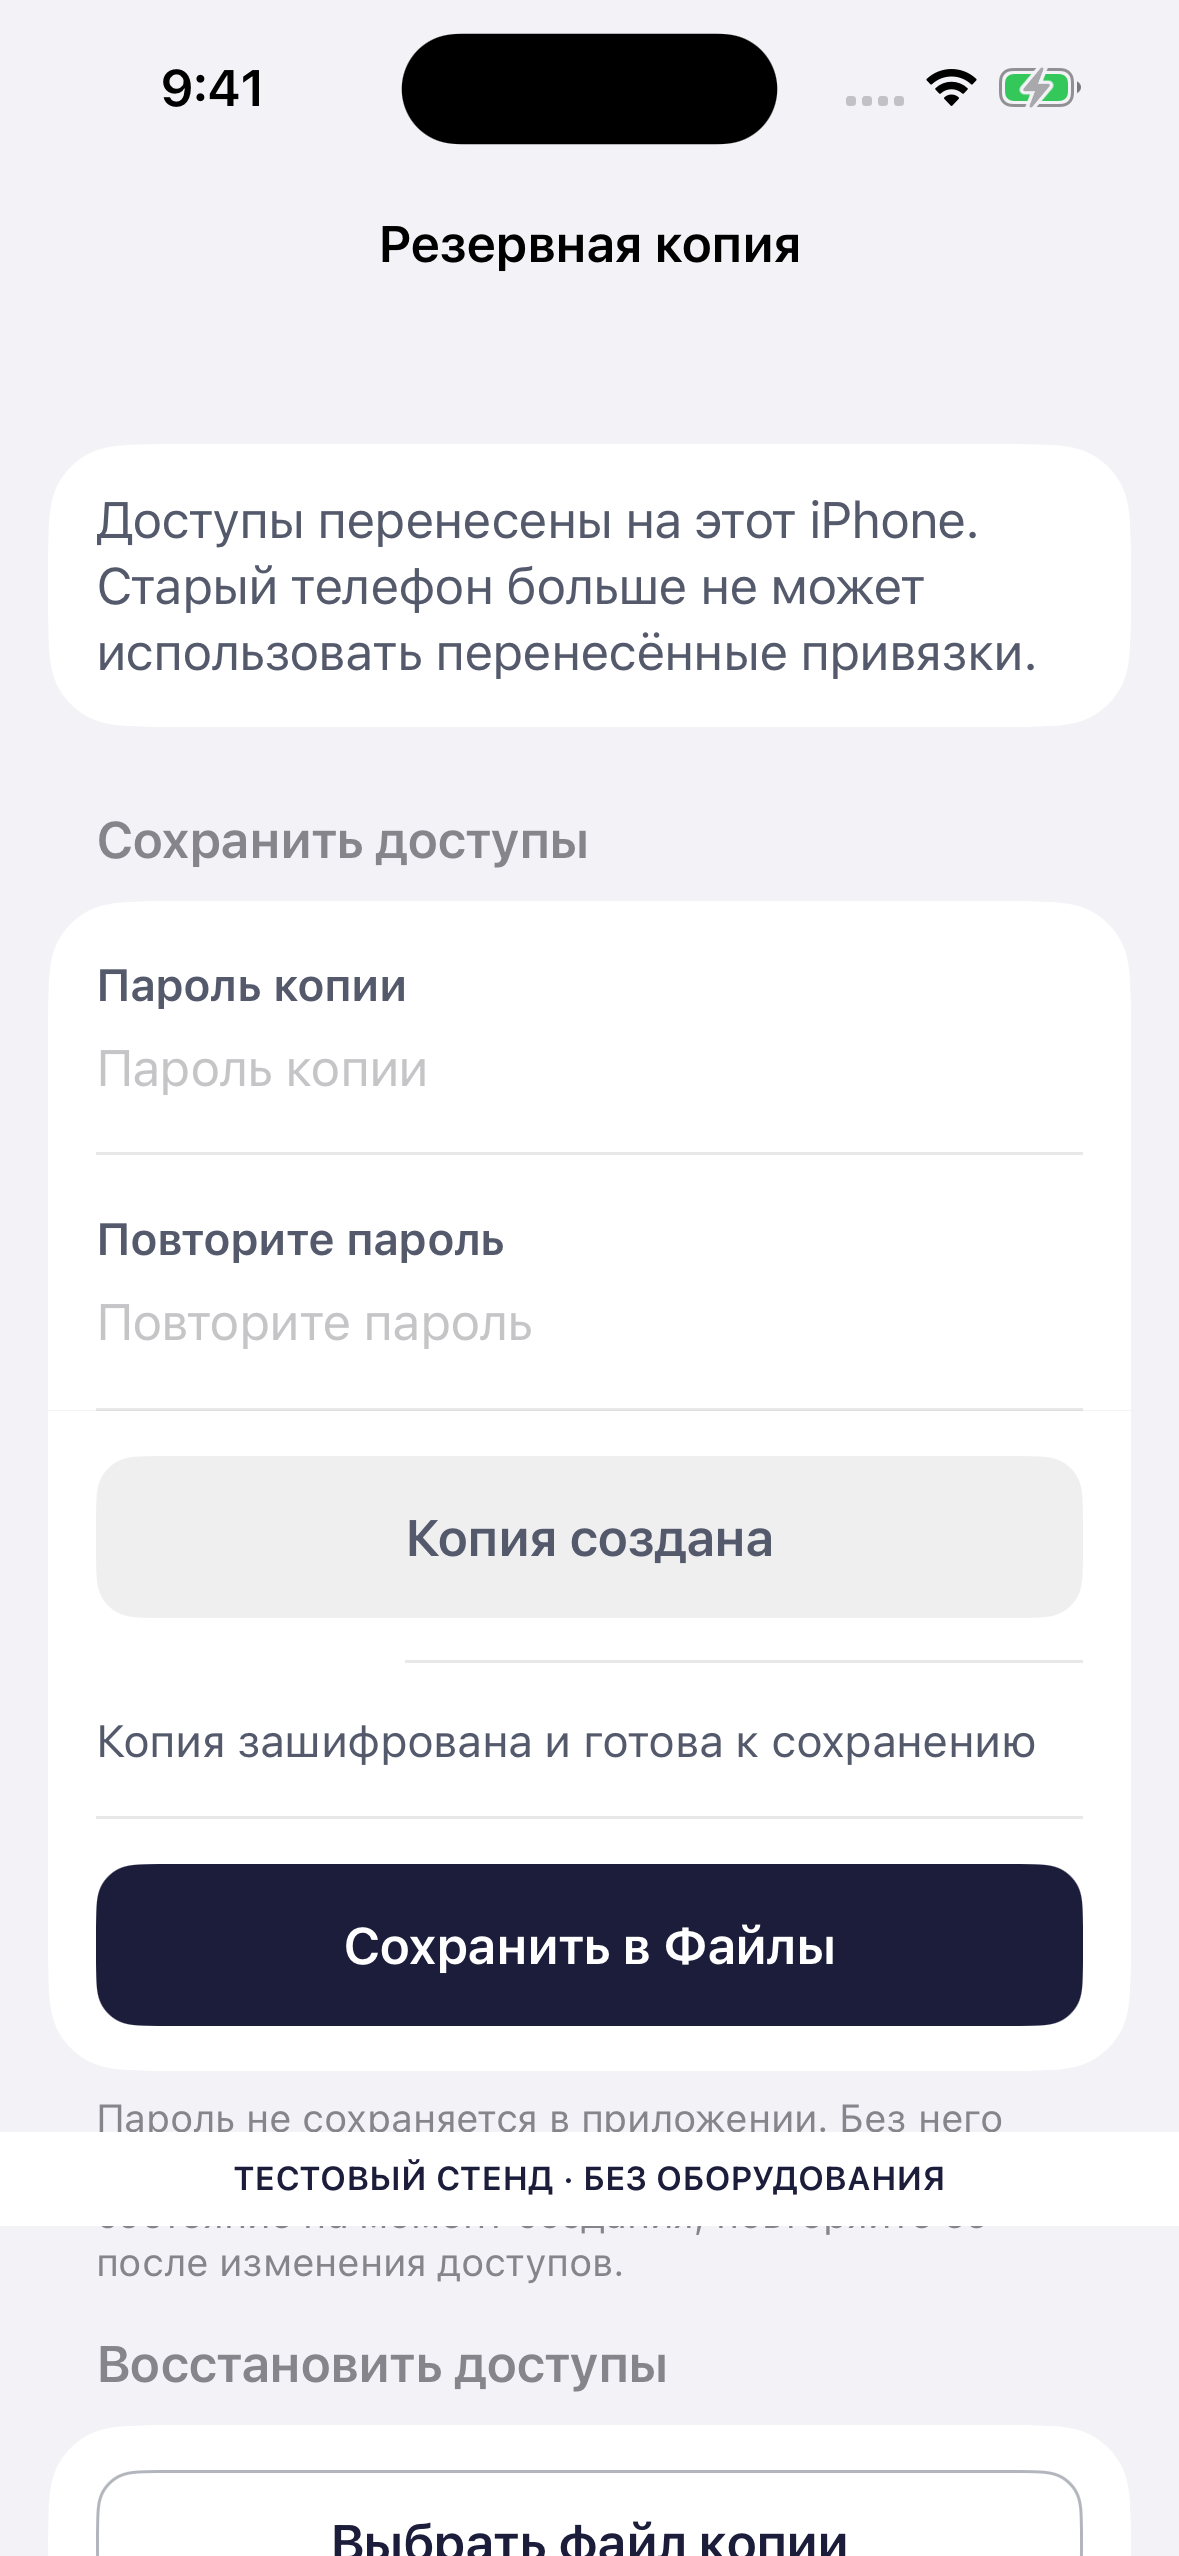 9:41
Резервная копия
Доступы перенесены на этот iPhone.
Старый телефон больше не может
использовать перенесённые привязки.
Сохранить доступы
Пароль копии
Пароль копии
Повторите пароль
Повторите пароль
Копия создана
Копия зашифрована и готова к сохранению
Сохранить в Файлы
Пароль не сохраняется в приложении. Без него
ТЕСТОВЫЙ СТЕНД · БЕЗ ОБОРУДОВАНИЯ
после изменения доступов.
Восстановить доступы
Выбрать файл копии